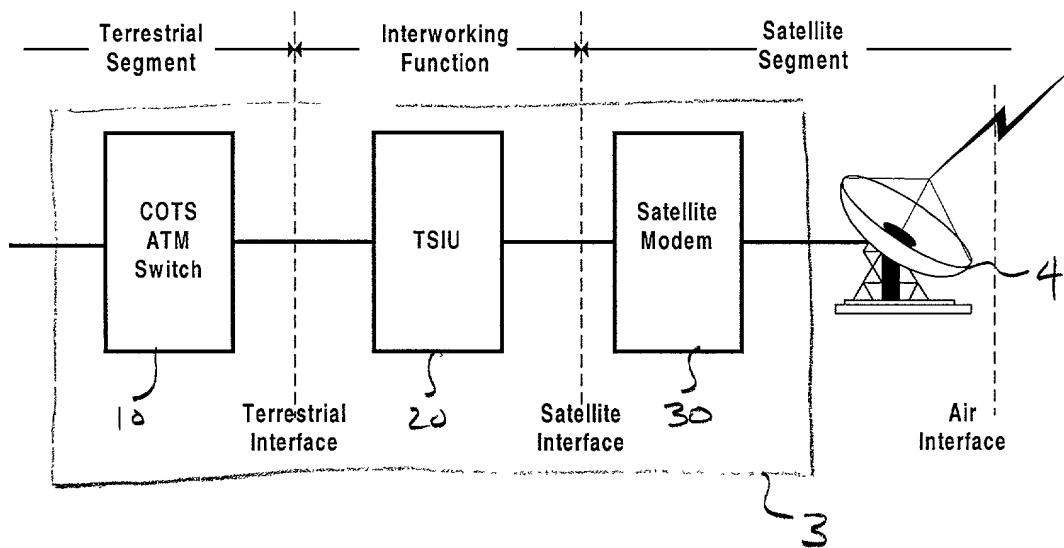 Terrestrial
Segment
Interworking
Function
Satellite
Segment
COTS
ATM
Switch
TSIU
Satellite
Modem
4
10
20
30
Terrestrial
Interface
Satellite
Interface
Air
Interface
3